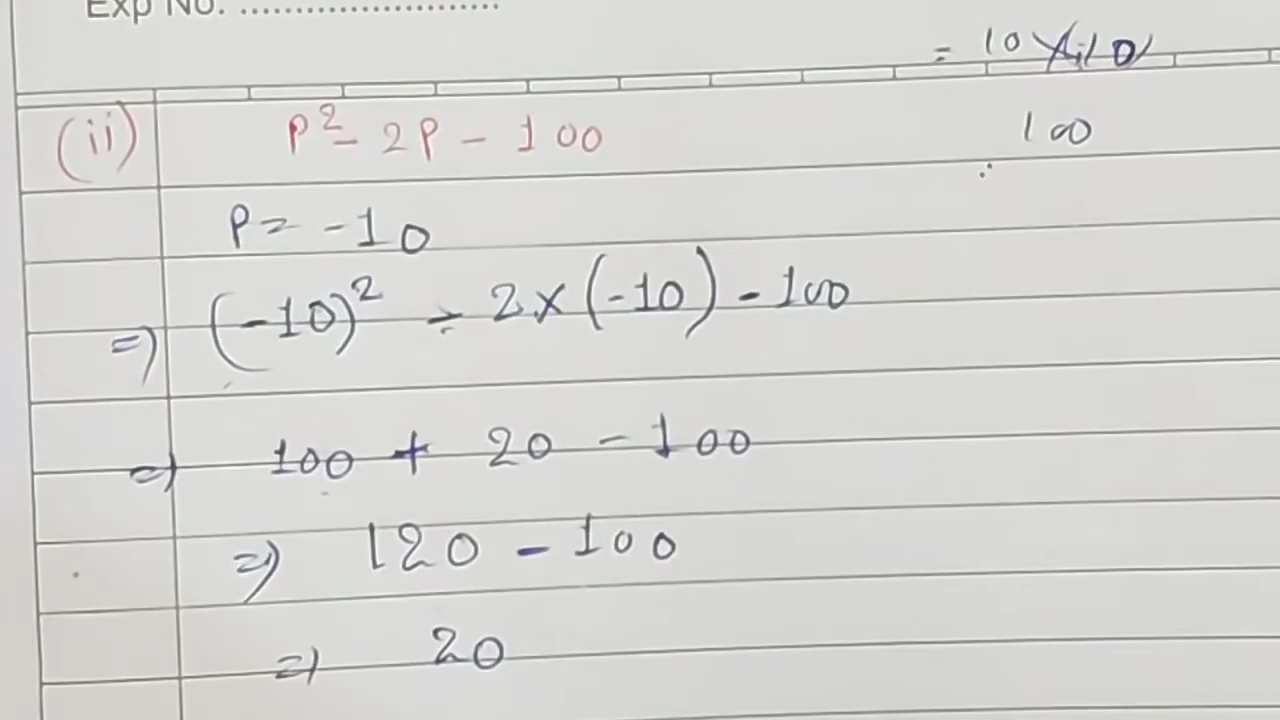 Exp No. ........................
= 10 × 10
100
(ii) P² - 2P - 100
P = -10
=) (-10)² - 2 × (-10) - 100
=) 100 + 20 - 100
=) 120 - 100
=) 20